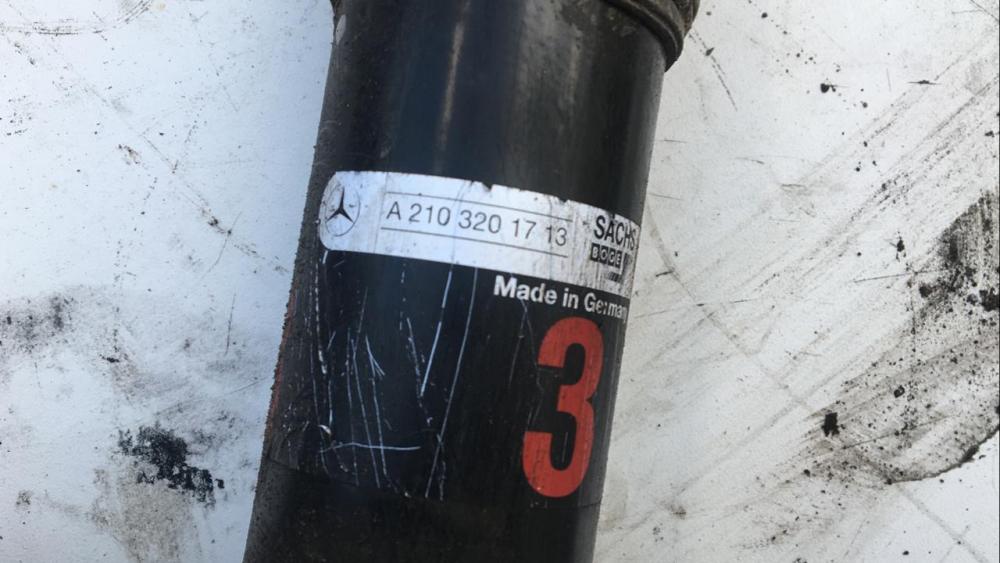 A 210 320 17 13
SACHS
BOGE
Made in Germany
3